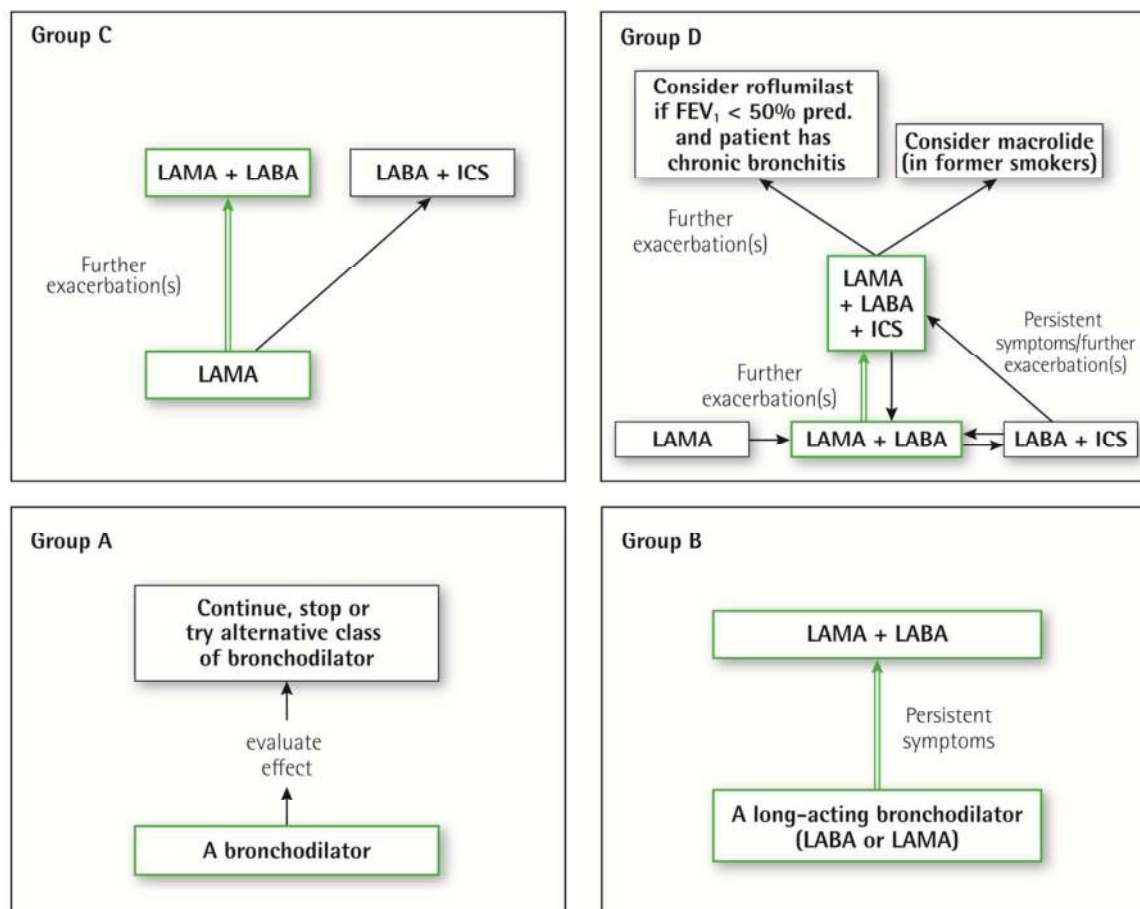 Group C
LAMA + LABA
LABA + ICS
Further
exacerbation(s)
LAMA
Group D
Consider roflumilast
if FEV₁ < 50% pred.
and patient has
chronic bronchitis
Consider macrolide
(in former smokers)
Further
exacerbation(s)
LAMA
+ LABA
+ ICS
Persistent
symptoms/further
exacerbation(s)
Further
exacerbation(s)
LAMA
LAMA + LABA
LABA + ICS
Group A
Continue, stop or
try alternative class
of bronchodilator
evaluate
effect
A bronchodilator
Group B
LAMA + LABA
Persistent
symptoms
A long-acting bronchodilator
(LABA or LAMA)